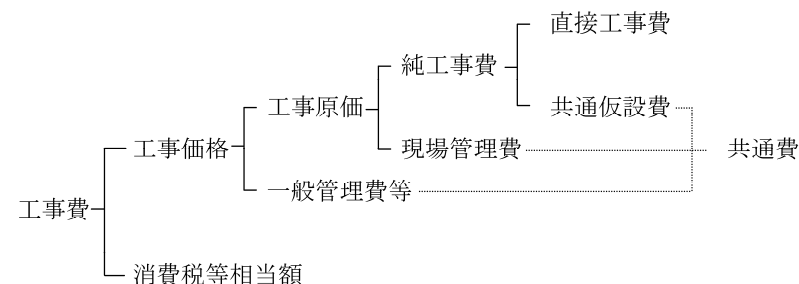 直接工事費
純工事費
工事原価
共通仮設費
工事価格
現場管理費
共通費
一般管理費等
工事費
消費税等相当額